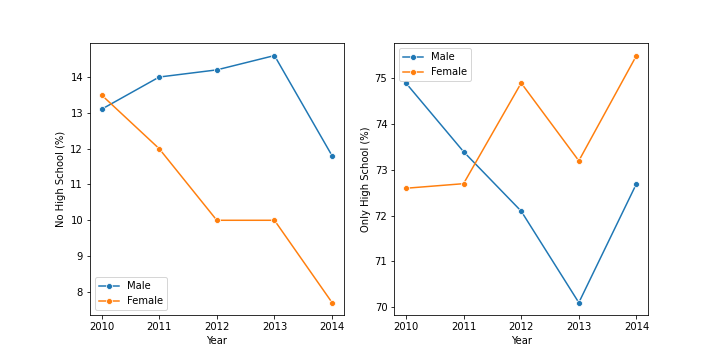 No High School (%)
14
13
12
11
10
9
8
Male
Female
2010 2011 2012 2013 2014
Year
Only High School (%)
Male
Female
75
74
73
72
71
70
2010 2011 2012 2013 2014
Year